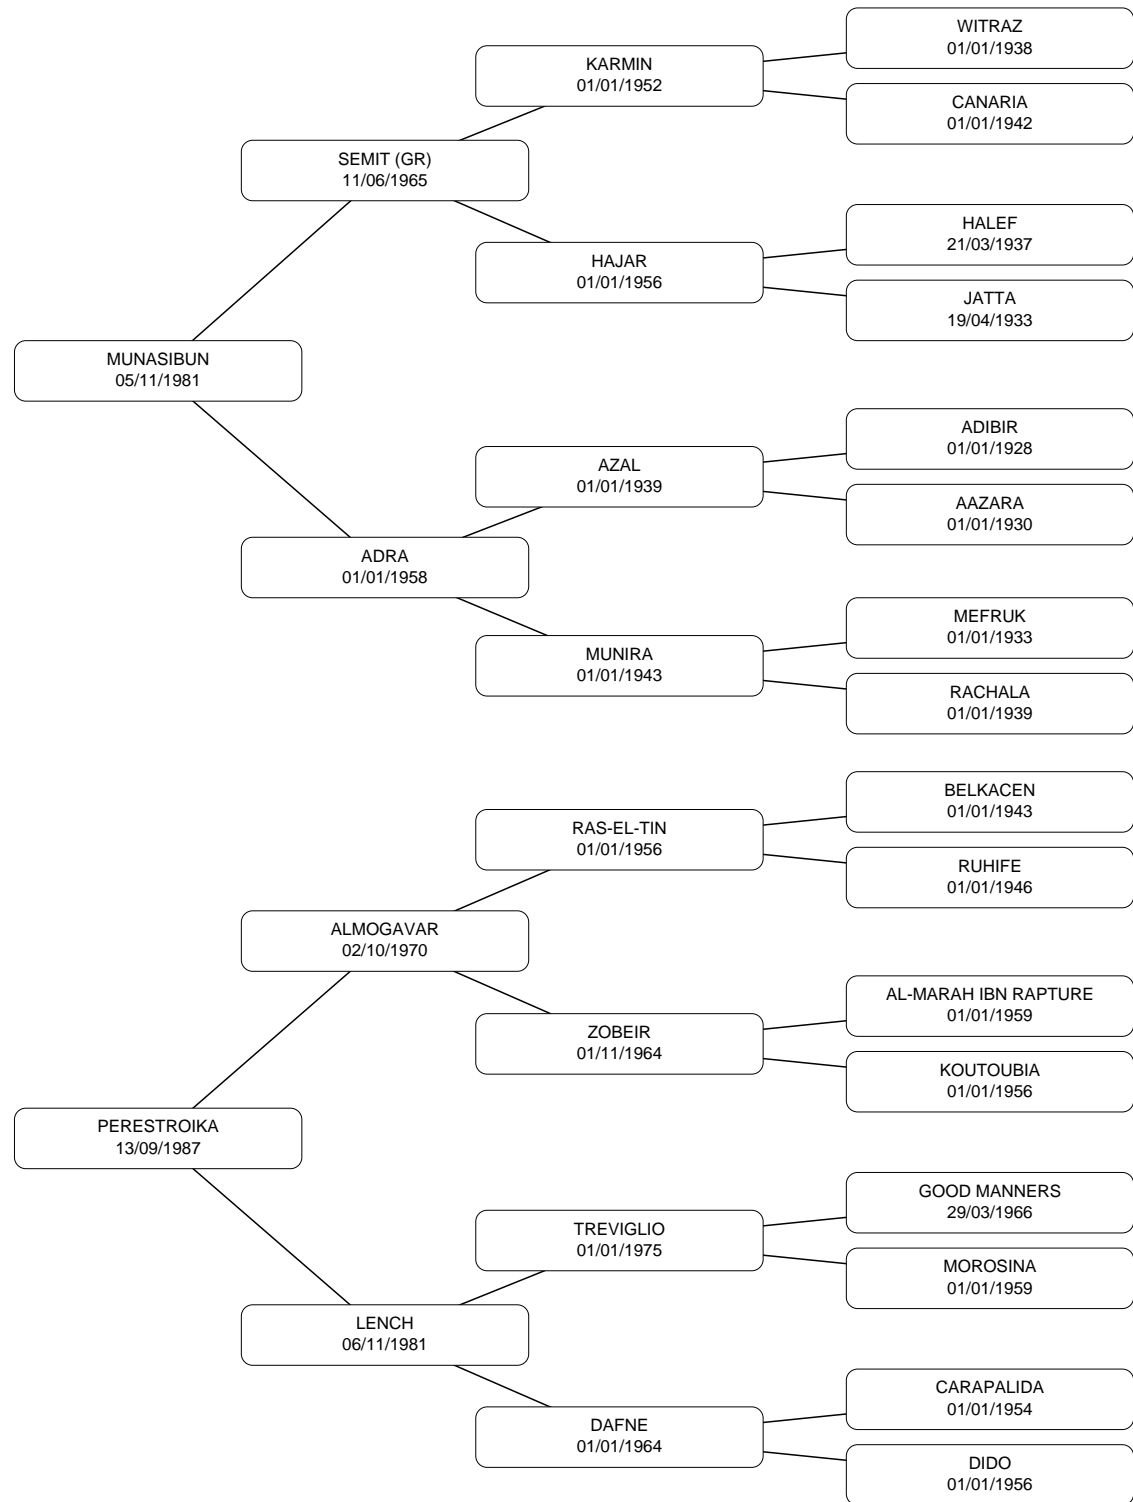 WITRAZ
01/01/1938
KARMIN
01/01/1952
CANARIA
01/01/1942
SEMIT (GR)
11/06/1965
HALEF
21/03/1937
HAJAR
01/01/1956
JATTA
19/04/1933
MUNASIBUN
05/11/1981
ADIBIR
01/01/1928
AZAL
01/01/1939
AAZARA
01/01/1930
ADRA
01/01/1958
MEFRUK
01/01/1933
MUNIRA
01/01/1943
RACHALA
01/01/1939
BELKACEN
01/01/1943
RAS-EL-TIN
01/01/1956
RUHIFE
01/01/1946
ALMOGAVAR
02/10/1970
AL-MARAH IBN RAPTURE
01/01/1959
ZOBEIR
01/11/1964
KOUTOUBIA
01/01/1956
PERESTROIKA
13/09/1987
GOOD MANNERS
29/03/1966
TREVIGLIO
01/01/1975
MOROSINA
01/01/1959
LENCH
06/11/1981
CARAPALIDA
01/01/1954
DAFNE
01/01/1964
DIDO
01/01/1956